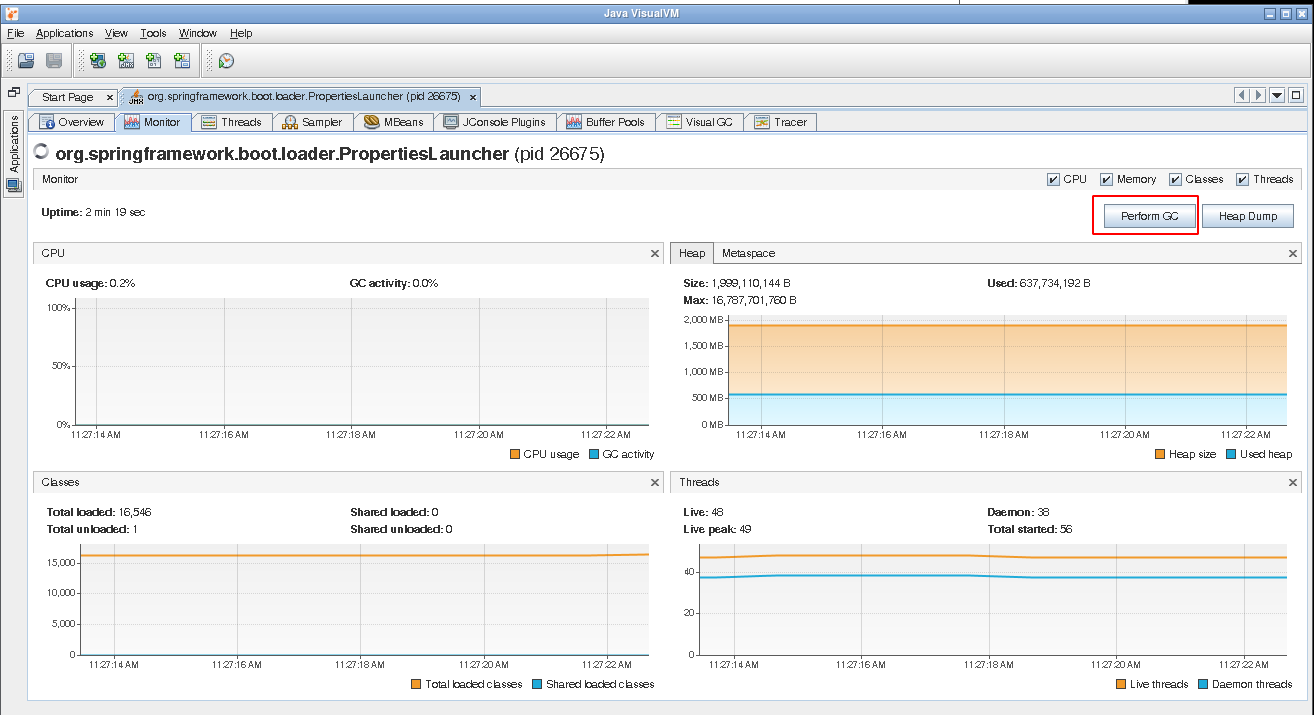 Java VisualVM
File Applications View Tools Window Help
Start Page
org.springframework.boot.loader.PropertiesLauncher (pid 26675)
Applications
Overview Monitor Threads Sampler MBeans JConsole Plugins Buffer Pools Visual GC Tracer
org.springframework.boot.loader.PropertiesLauncher (pid 26675)
Monitor
CPU Memory Classes Threads
Uptime: 2 min 19 sec
Perform GC Heap Dump
CPU
CPU usage: 0.2% GC activity: 0.0%
100%
50%
0%
11:27:14 AM 11:27:16 AM 11:27:18 AM 11:27:20 AM 11:27:22 AM
CPU usage GC activity
Heap Metaspace
Size: 1,999,110,144 B Used: 637,734,192 B
Max: 16,787,701,760 B
2,000 MB
1,500 MB
1,000 MB
500 MB
0 MB
11:27:14 AM 11:27:16 AM 11:27:18 AM 11:27:20 AM 11:27:22 AM
Heap size Used heap
Classes
Total loaded: 16,546 Shared loaded: 0
Total unloaded: 1 Shared unloaded: 0
15,000
10,000
5,000
0
11:27:14 AM 11:27:16 AM 11:27:18 AM 11:27:20 AM 11:27:22 AM
Total loaded classes Shared loaded classes
Threads
Live: 48 Daemon: 38
Live peak: 49 Total started: 56
40
20
0
11:27:14 AM 11:27:16 AM 11:27:18 AM 11:27:20 AM 11:27:22 AM
Live threads Daemon threads